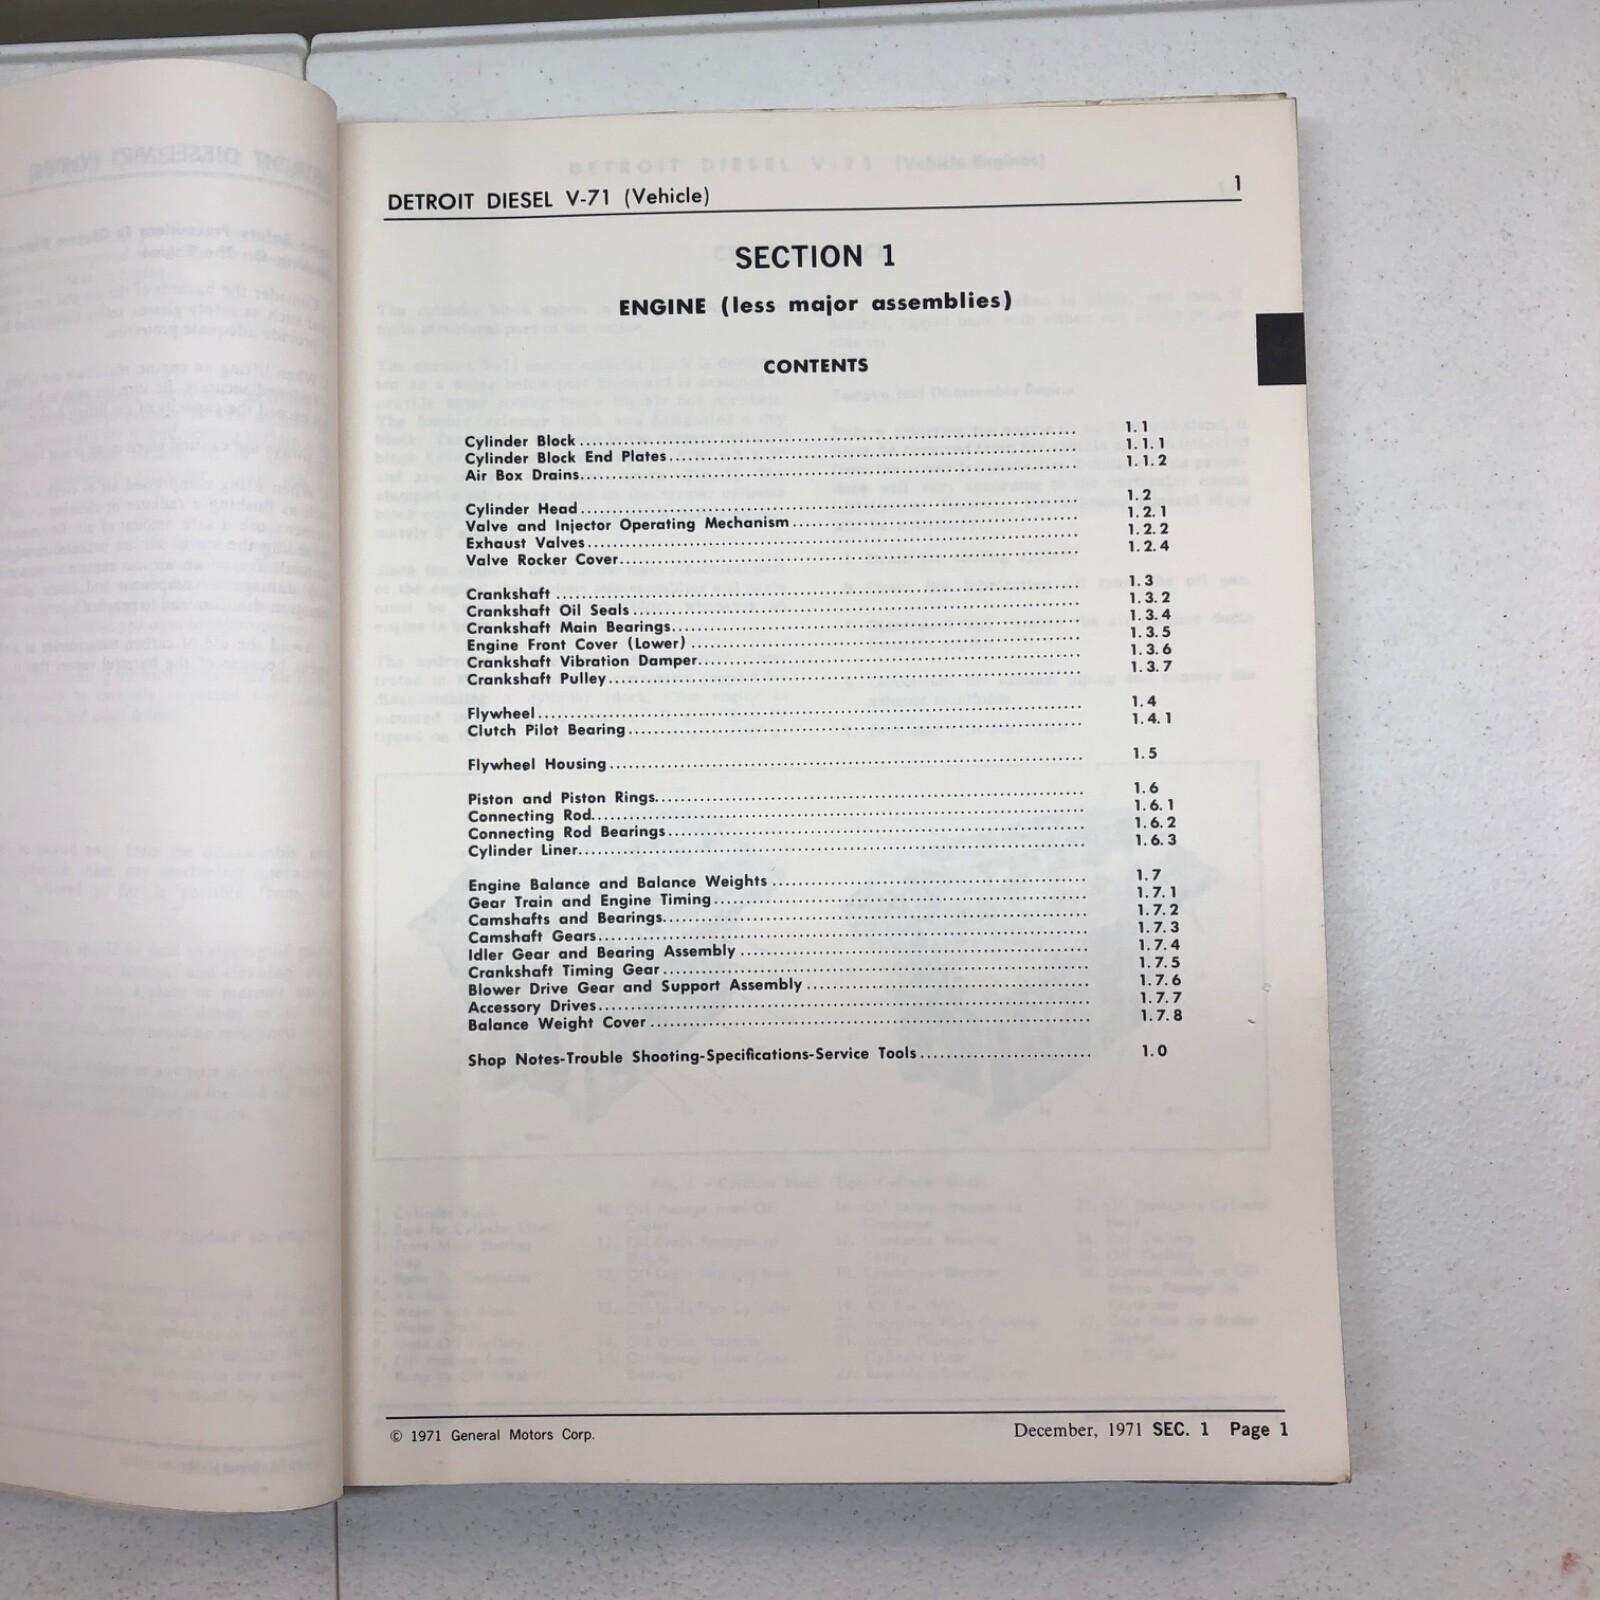 DETROIT DIESEL V-71 (Vehicle) 1
SECTION 1
ENGINE (less major assemblies)
CONTENTS
Cylinder Block 1.1
Cylinder Block End Plates 1.1.1
Air Box Drains 1.1.2
Cylinder Head 1.2
Valve and Injector Operating Mechanism 1.2.1
Exhaust Valves 1.2.2
Valve Rocker Cover 1.2.4
Crankshaft 1.3
Crankshaft Oil Seals 1.3.2
Crankshaft Main Bearings 1.3.4
Engine Front Cover (Lower) 1.3.5
Crankshaft Vibration Damper 1.3.6
Crankshaft Pulley 1.3.7
Flywheel 1.4
Clutch Pilot Bearing 1.4.1
Flywheel Housing 1.5
Piston and Piston Rings 1.6
Connecting Rod 1.6.1
Connecting Rod Bearings 1.6.2
Cylinder Liner 1.6.3
Engine Balance and Balance Weights 1.7
Gear Train and Engine Timing 1.7.1
Camshafts and Bearings 1.7.2
Camshaft Gears 1.7.3
Idler Gear and Bearing Assembly 1.7.4
Crankshaft Timing Gear 1.7.5
Blower Drive Gear and Support Assembly 1.7.6
Accessory Drives 1.7.7
Balance Weight Cover 1.7.8
Shop Notes-Trouble Shooting-Specifications-Service Tools 1.0
© 1971 General Motors Corp. December, 1971 SEC. 1 Page 1